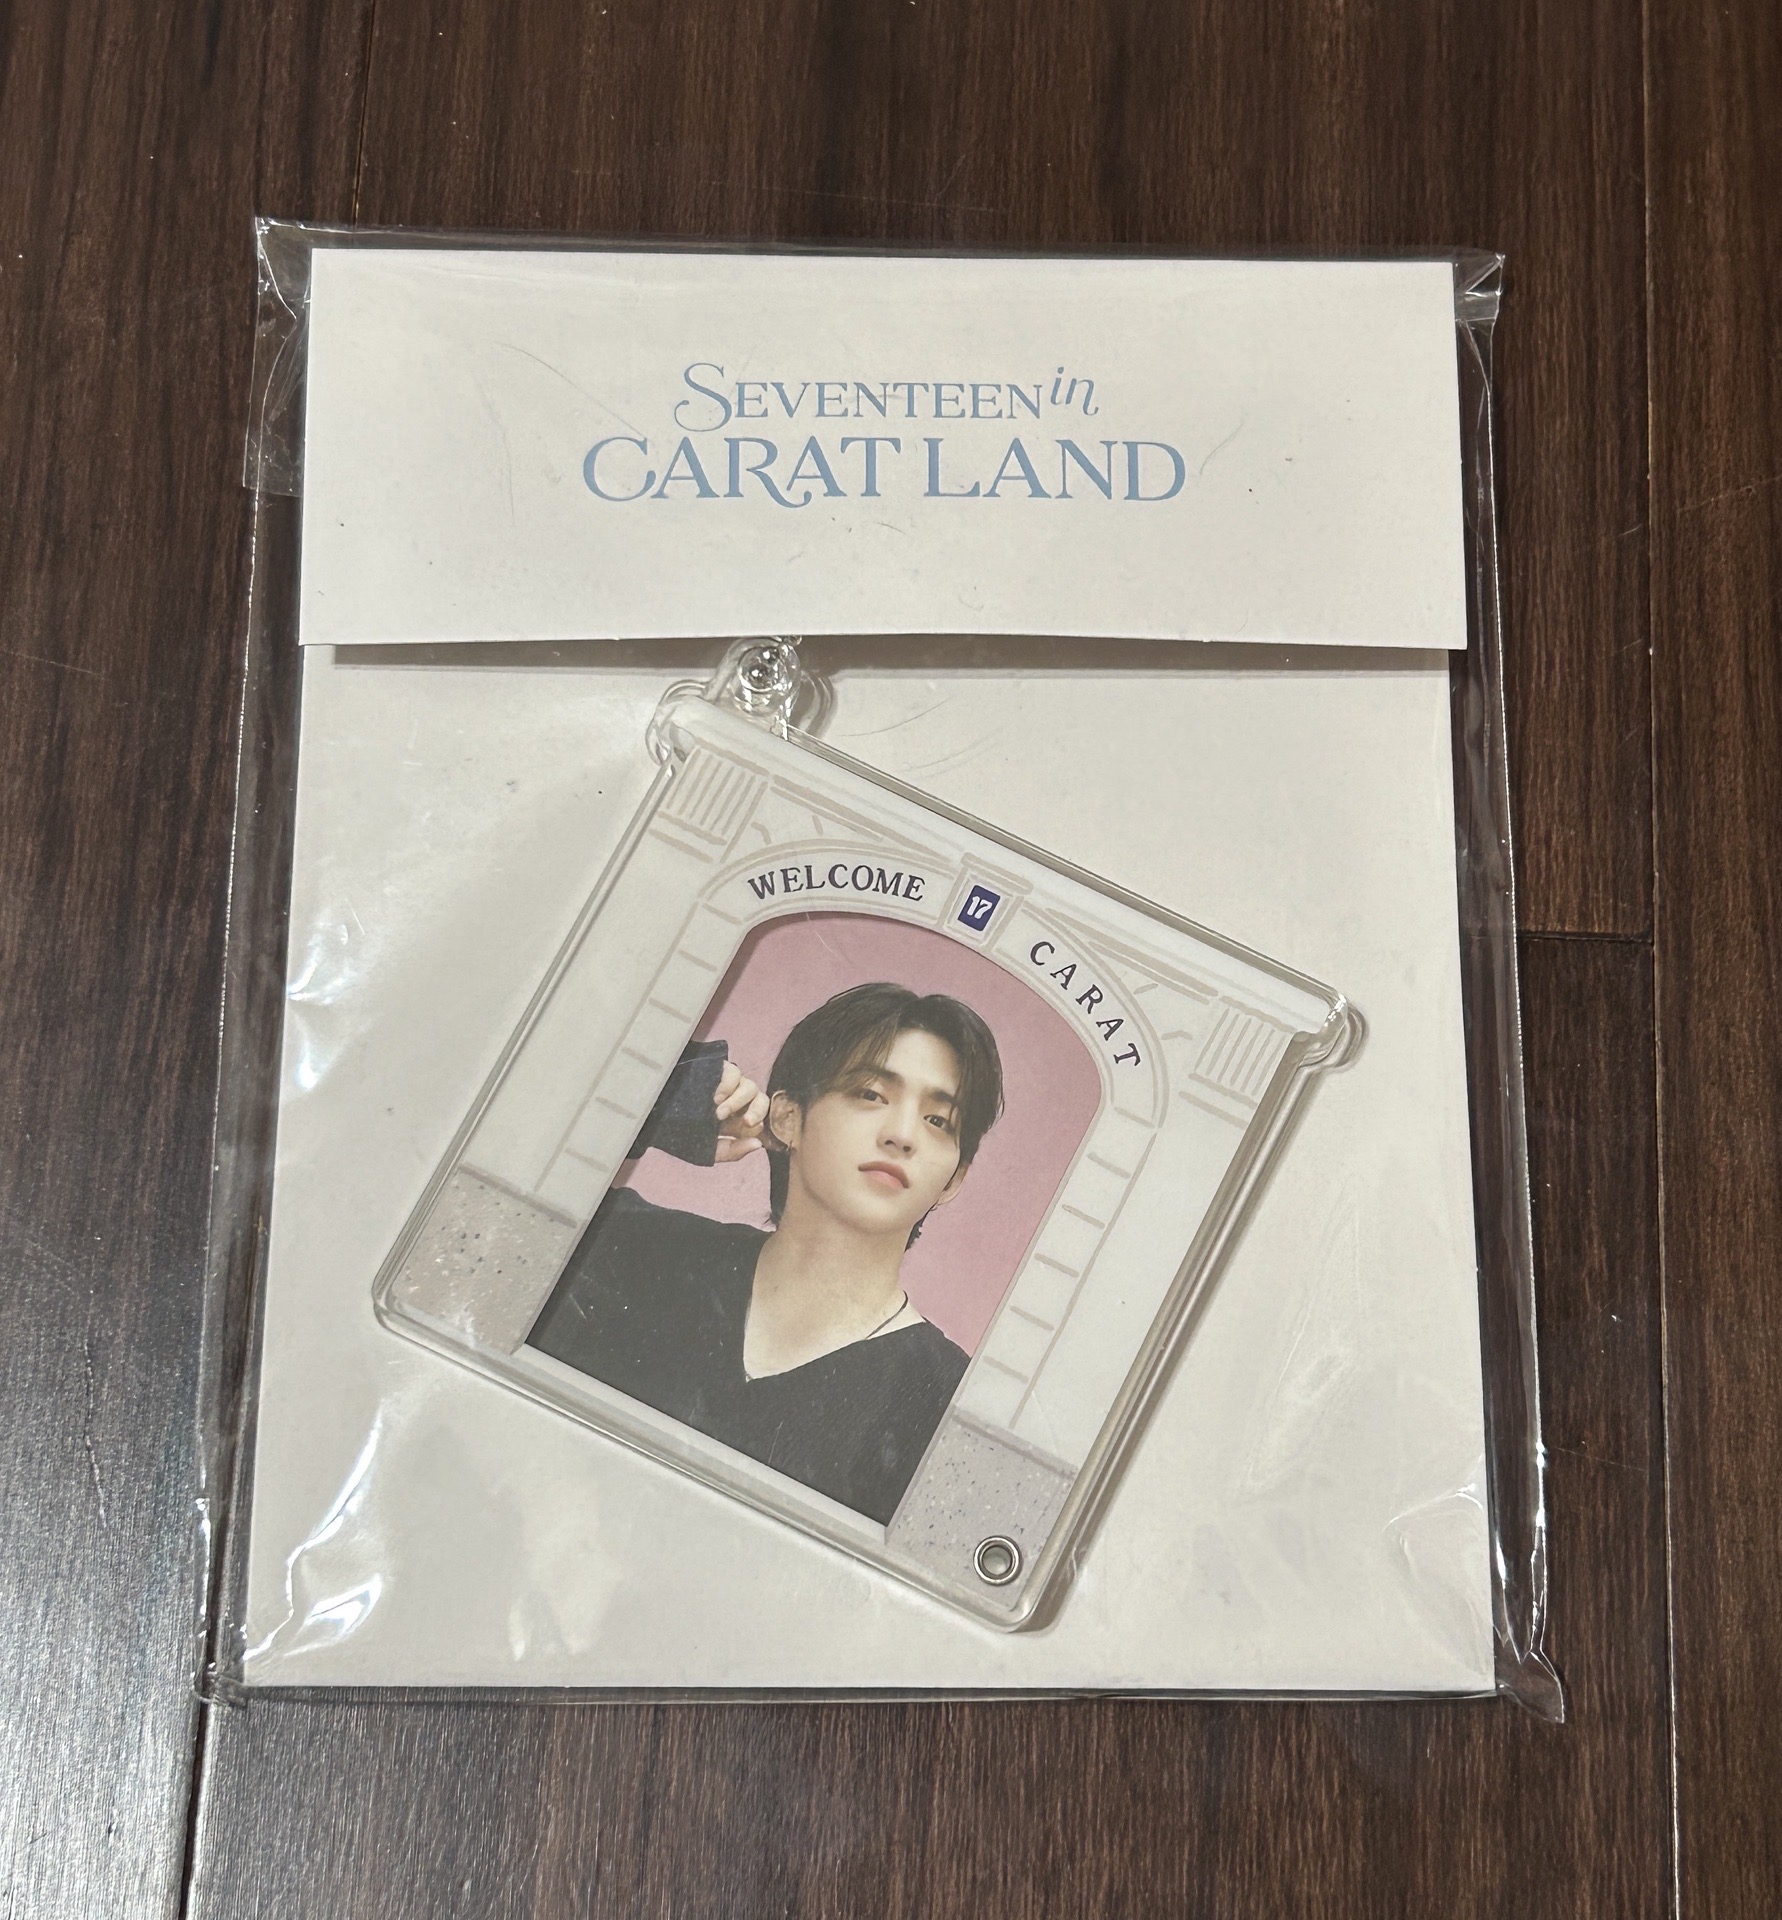 SEVENTEEN in
CARAT LAND
WELCOME 17 CARAT